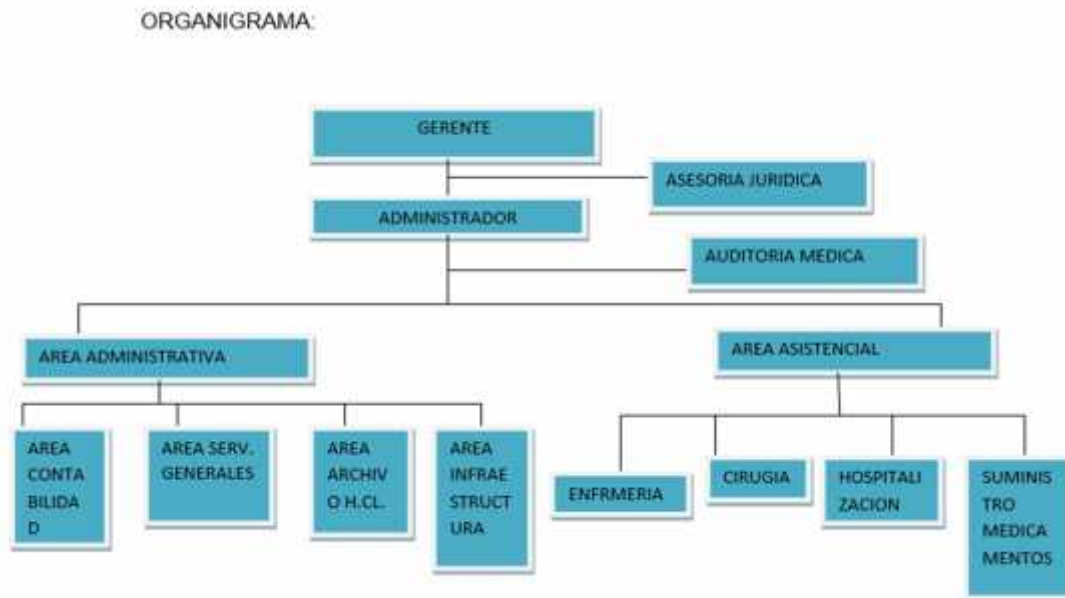 ORGANIGRAMA:
GERENTE
ASESORIA JURIDICA
ADMINISTRADOR
AUDITORIA MEDICA
AREA ADMINISTRATIVA
AREA ASISTENCIAL
AREA
CONTA
BILIDA
D
AREA SERV.
GENERALES
AREA
ARCHIV
O H.CL.
AREA
INFRAE
STRUCT
URA
ENFRMERIA
CIRUGIA
HOSPITALI
ZACION
SUMINIS
TRO
MEDICA
MENTOS